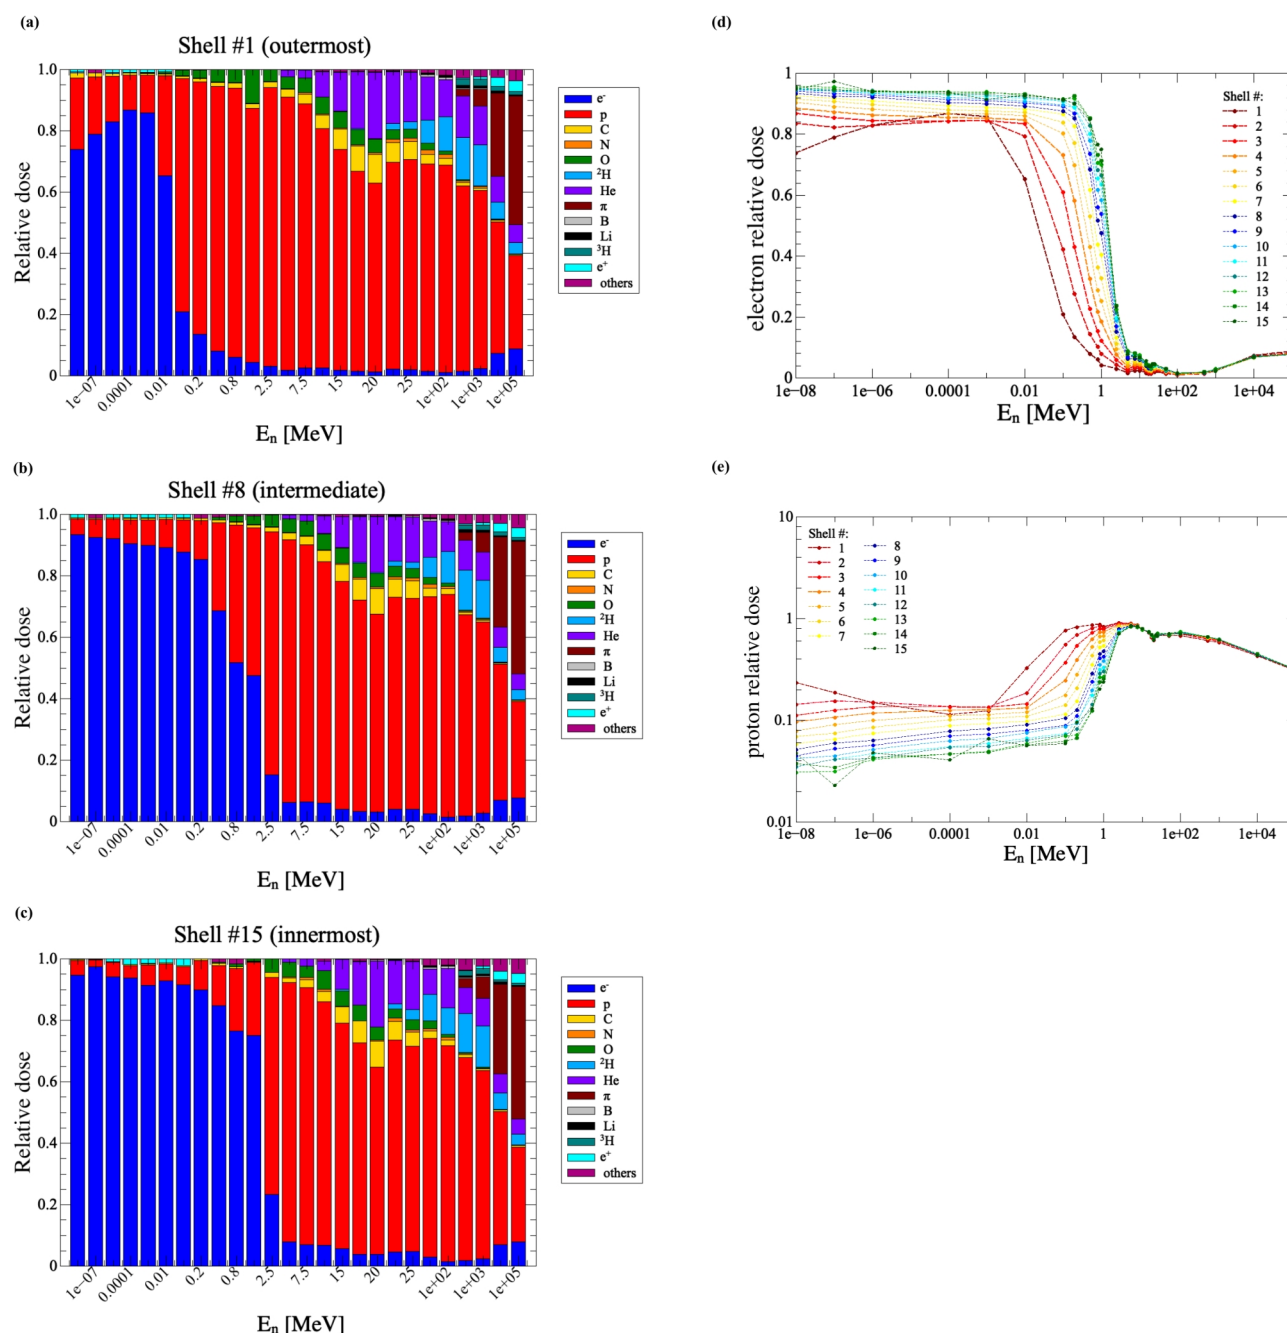 (a)
Shell #1 (outermost)
Relative dose
1.0
0.8
0.6
0.4
0.2
0
1e−07
0.0001
0.01
0.2
0.8
2.5
7.5
15
20
25
1e+02
1e+03
1e+05
En [MeV]
e-
p
C
N
O
²H
He
π
B
Li
³H
e+
others
(b)
Shell #8 (intermediate)
Relative dose
1.0
0.8
0.6
0.4
0.2
0
1e−07
0.0001
0.01
0.2
0.8
2.5
7.5
15
20
25
1e+02
1e+03
1e+05
En [MeV]
e-
p
C
N
O
²H
He
π
B
Li
³H
e+
others
(c)
Shell #15 (innermost)
Relative dose
1.0
0.8
0.6
0.4
0.2
0
1e−07
0.0001
0.01
0.2
0.8
2.5
7.5
15
20
25
1e+02
1e+03
1e+05
En [MeV]
e-
p
C
N
O
²H
He
π
B
Li
³H
e+
others
(d)
electron relative dose
1
0.8
0.6
0.4
0.2
0
1e−08
1e−06
0.0001
0.01
1
1e+02
1e+04
En [MeV]
Shell #:
1
2
3
4
5
6
7
8
9
10
11
12
13
14
15
(e)
proton relative dose
10
1
0.1
0.01
1e−08
1e−06
0.0001
0.01
1
1e+02
1e+04
En [MeV]
Shell #:
1
2
3
4
5
6
7
8
9
10
11
12
13
14
15